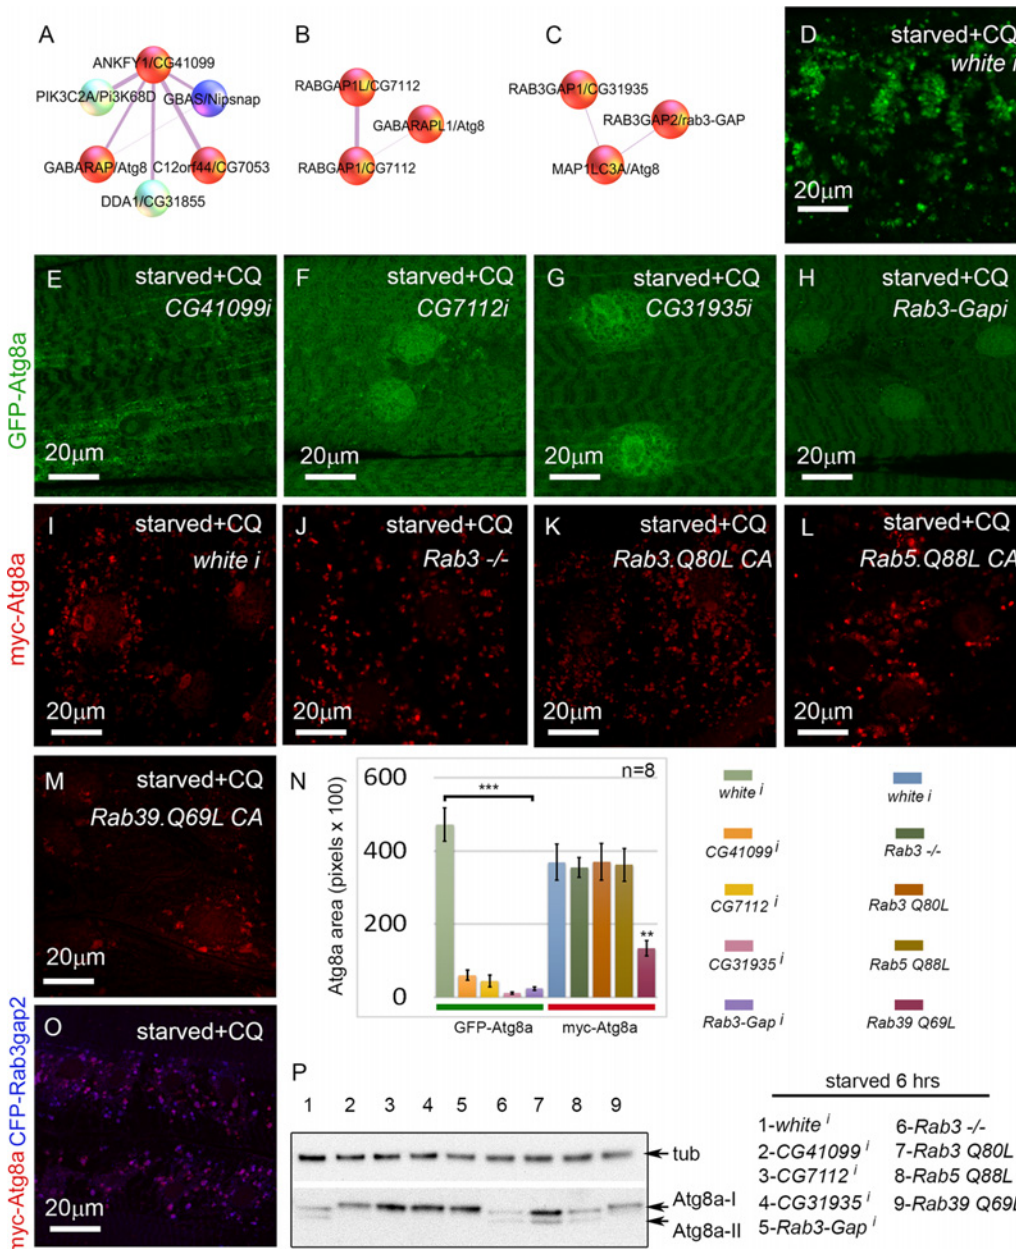 A
ANKFY1/CG41099
PIK3C2A/Pi3K68D
GBAS/Nipsnap
GABARAP/Atg8
C12orf44/CG7053
DDA1/CG31855
B
RABGAP1L/CG7112
GABARAPL1/Atg8
RABGAP1/CG7112
C
RAB3GAP1/CG31935
RAB3GAP2/rab3-GAP
MAP1LC3A/Atg8
D
starved+CQ
white i
20µm
GFP-Atg8a
E
starved+CQ
CG41099i
20µm
F
starved+CQ
CG7112i
20µm
G
starved+CQ
CG31935i
20µm
H
starved+CQ
Rab3-Gapi
20µm
myc-Atg8a
I
starved+CQ
white i
20µm
J
starved+CQ
Rab3 -/-
20µm
K
starved+CQ
Rab3.Q80L CA
20µm
L
starved+CQ
Rab5.Q88L CA
20µm
M
starved+CQ
Rab39.Q69L CA
20µm
N
n=8
Atg8a area (pixels x 100)
600
400
200
0
***
**
GFP-Atg8a
myc-Atg8a
white i
CG41099 i
CG7112 i
CG31935 i
Rab3-Gap i
white i
Rab3 -/-
Rab3 Q80L
Rab5 Q88L
Rab39 Q69L
myc-Atg8a CFP-Rab3gap2
O
starved+CQ
20µm
P
1 2 3 4 5 6 7 8 9
tub
Atg8a-I
Atg8a-II
starved 6 hrs
1-white i
2-CG41099 i
3-CG7112 i
4-CG31935 i
5-Rab3-Gap i
6-Rab3 -/-
7-Rab3 Q80L
8-Rab5 Q88L
9-Rab39 Q69L